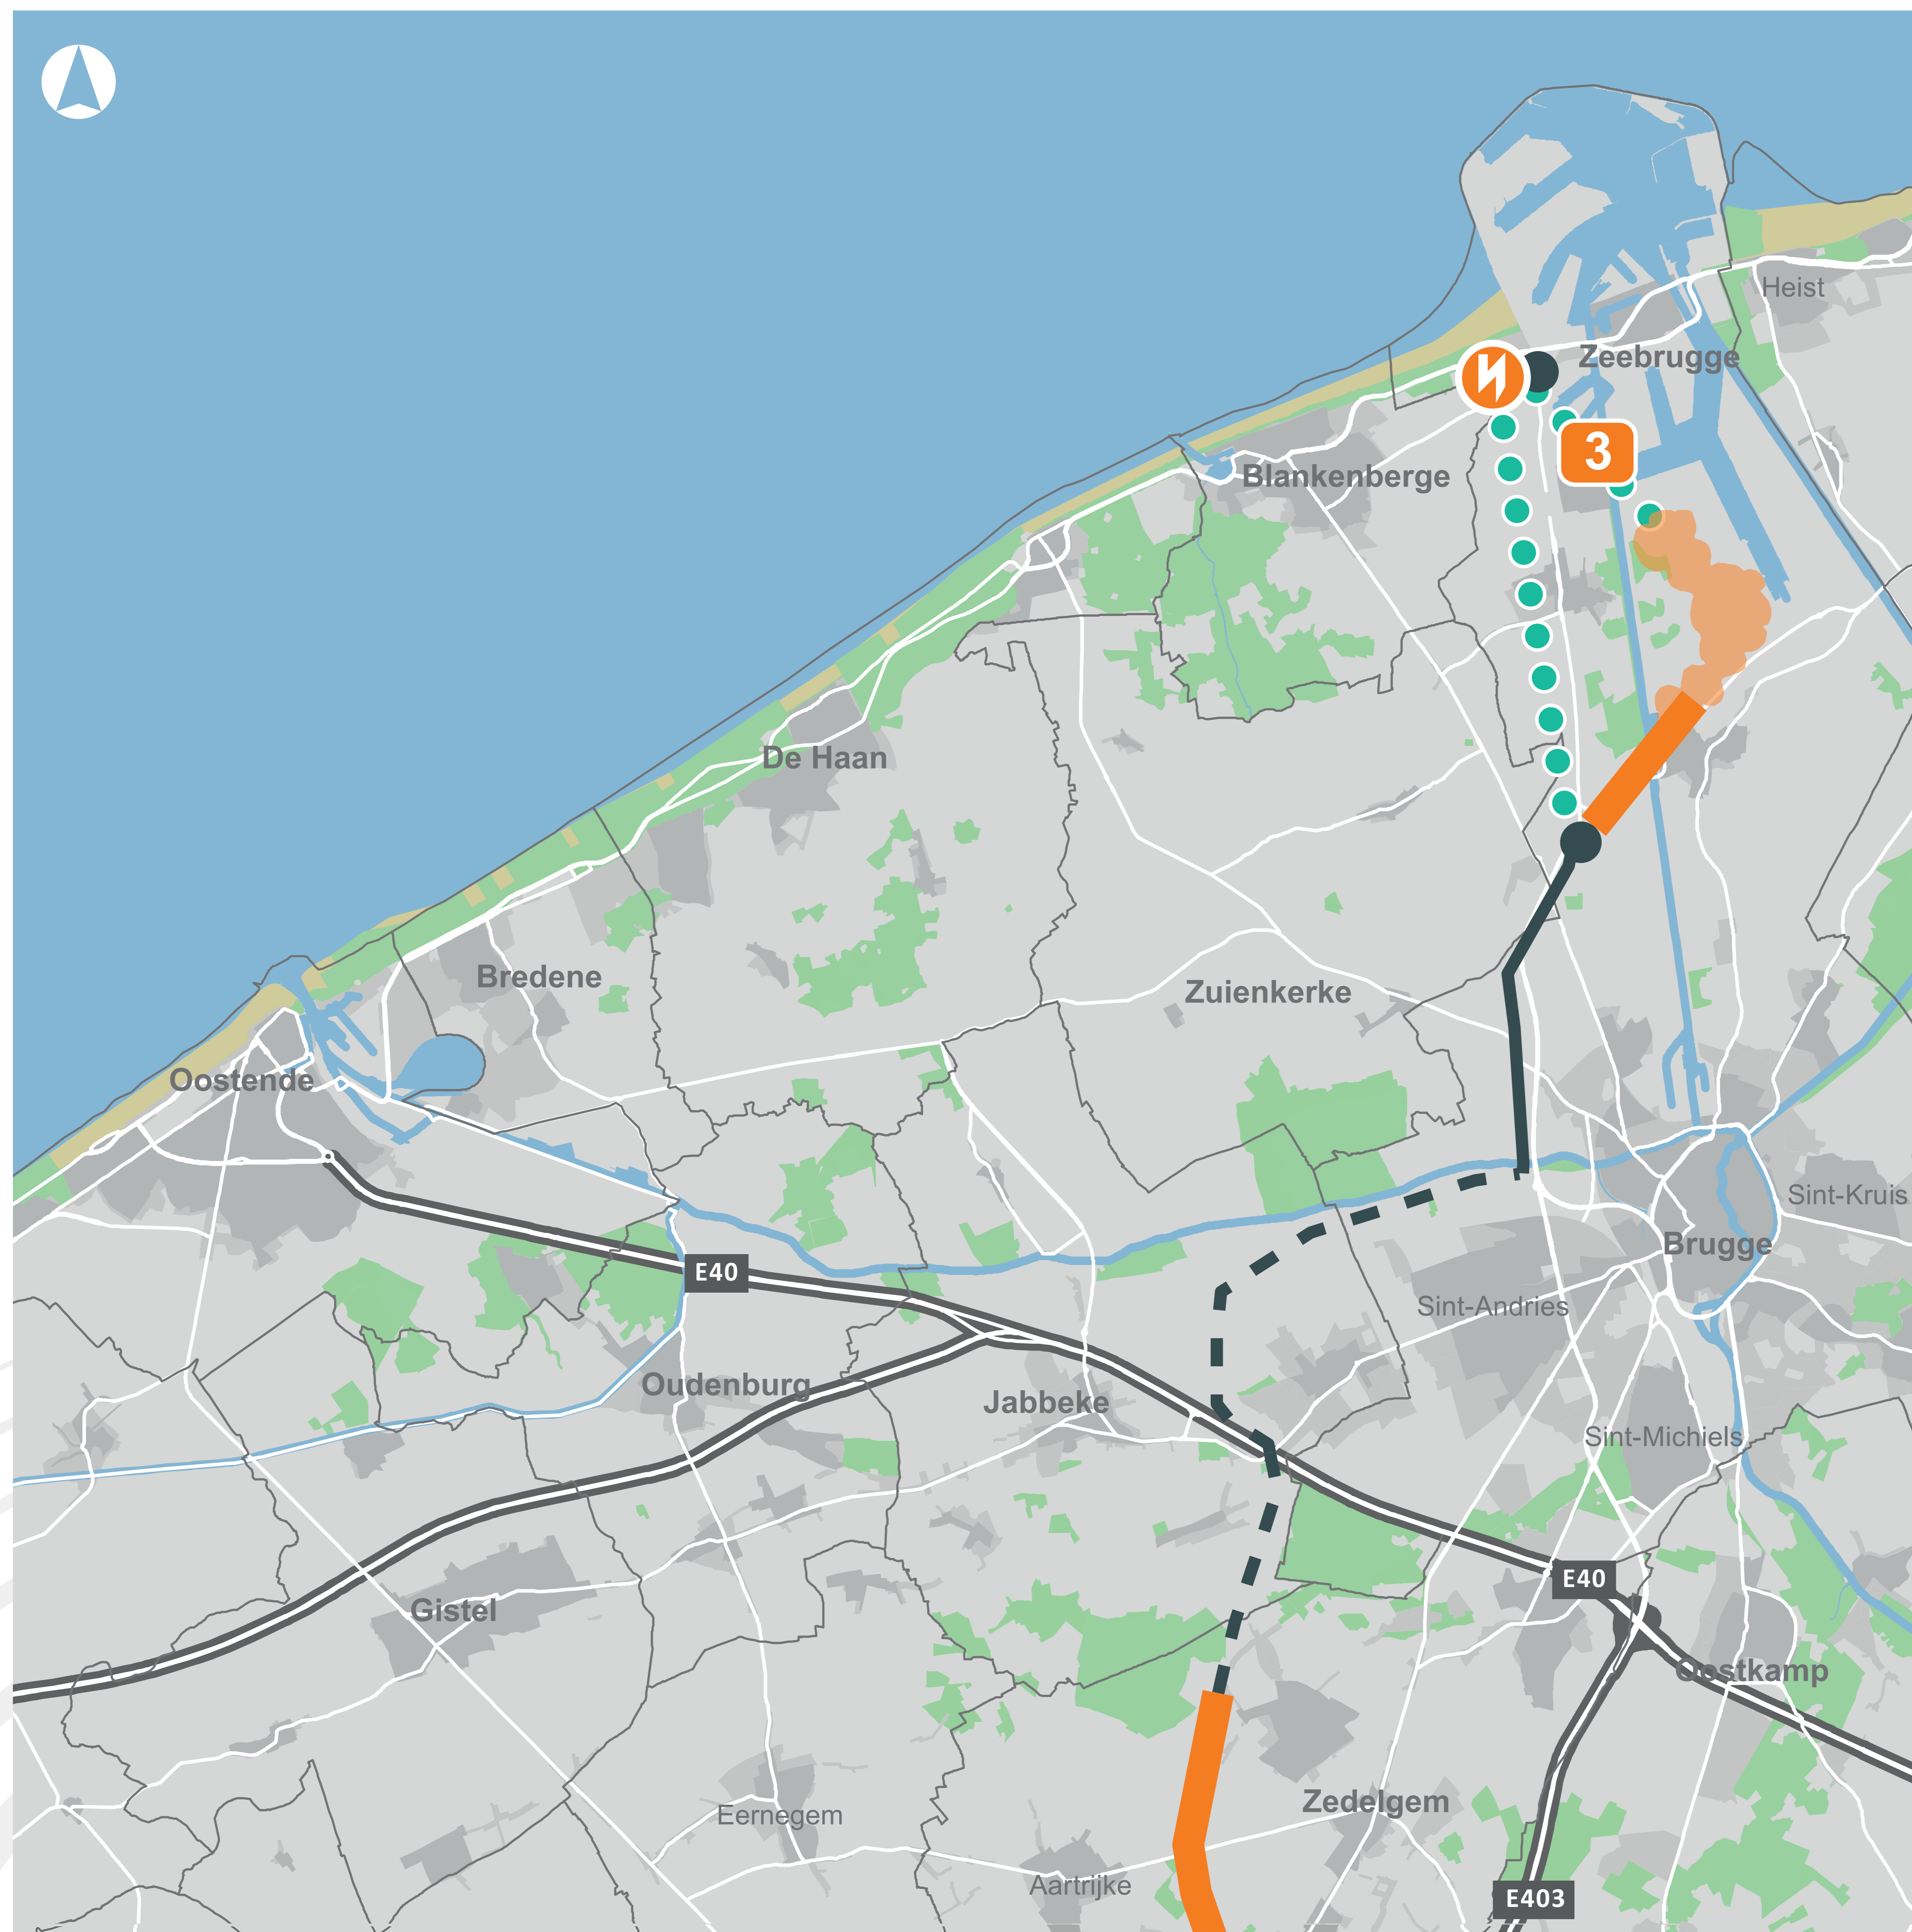 Heist
Zeebrugge
3
Blankenberge
De Haan
Bredene
Zuienkerke
Oostende
Sint-Kruis
Brugge
E40
Sint-Andries
Oudenburg
Jabbeke
Sint-Michiels
E40
Gistel
Oostkamp
Zedelgem
Eernegem
Aartrijke
E403